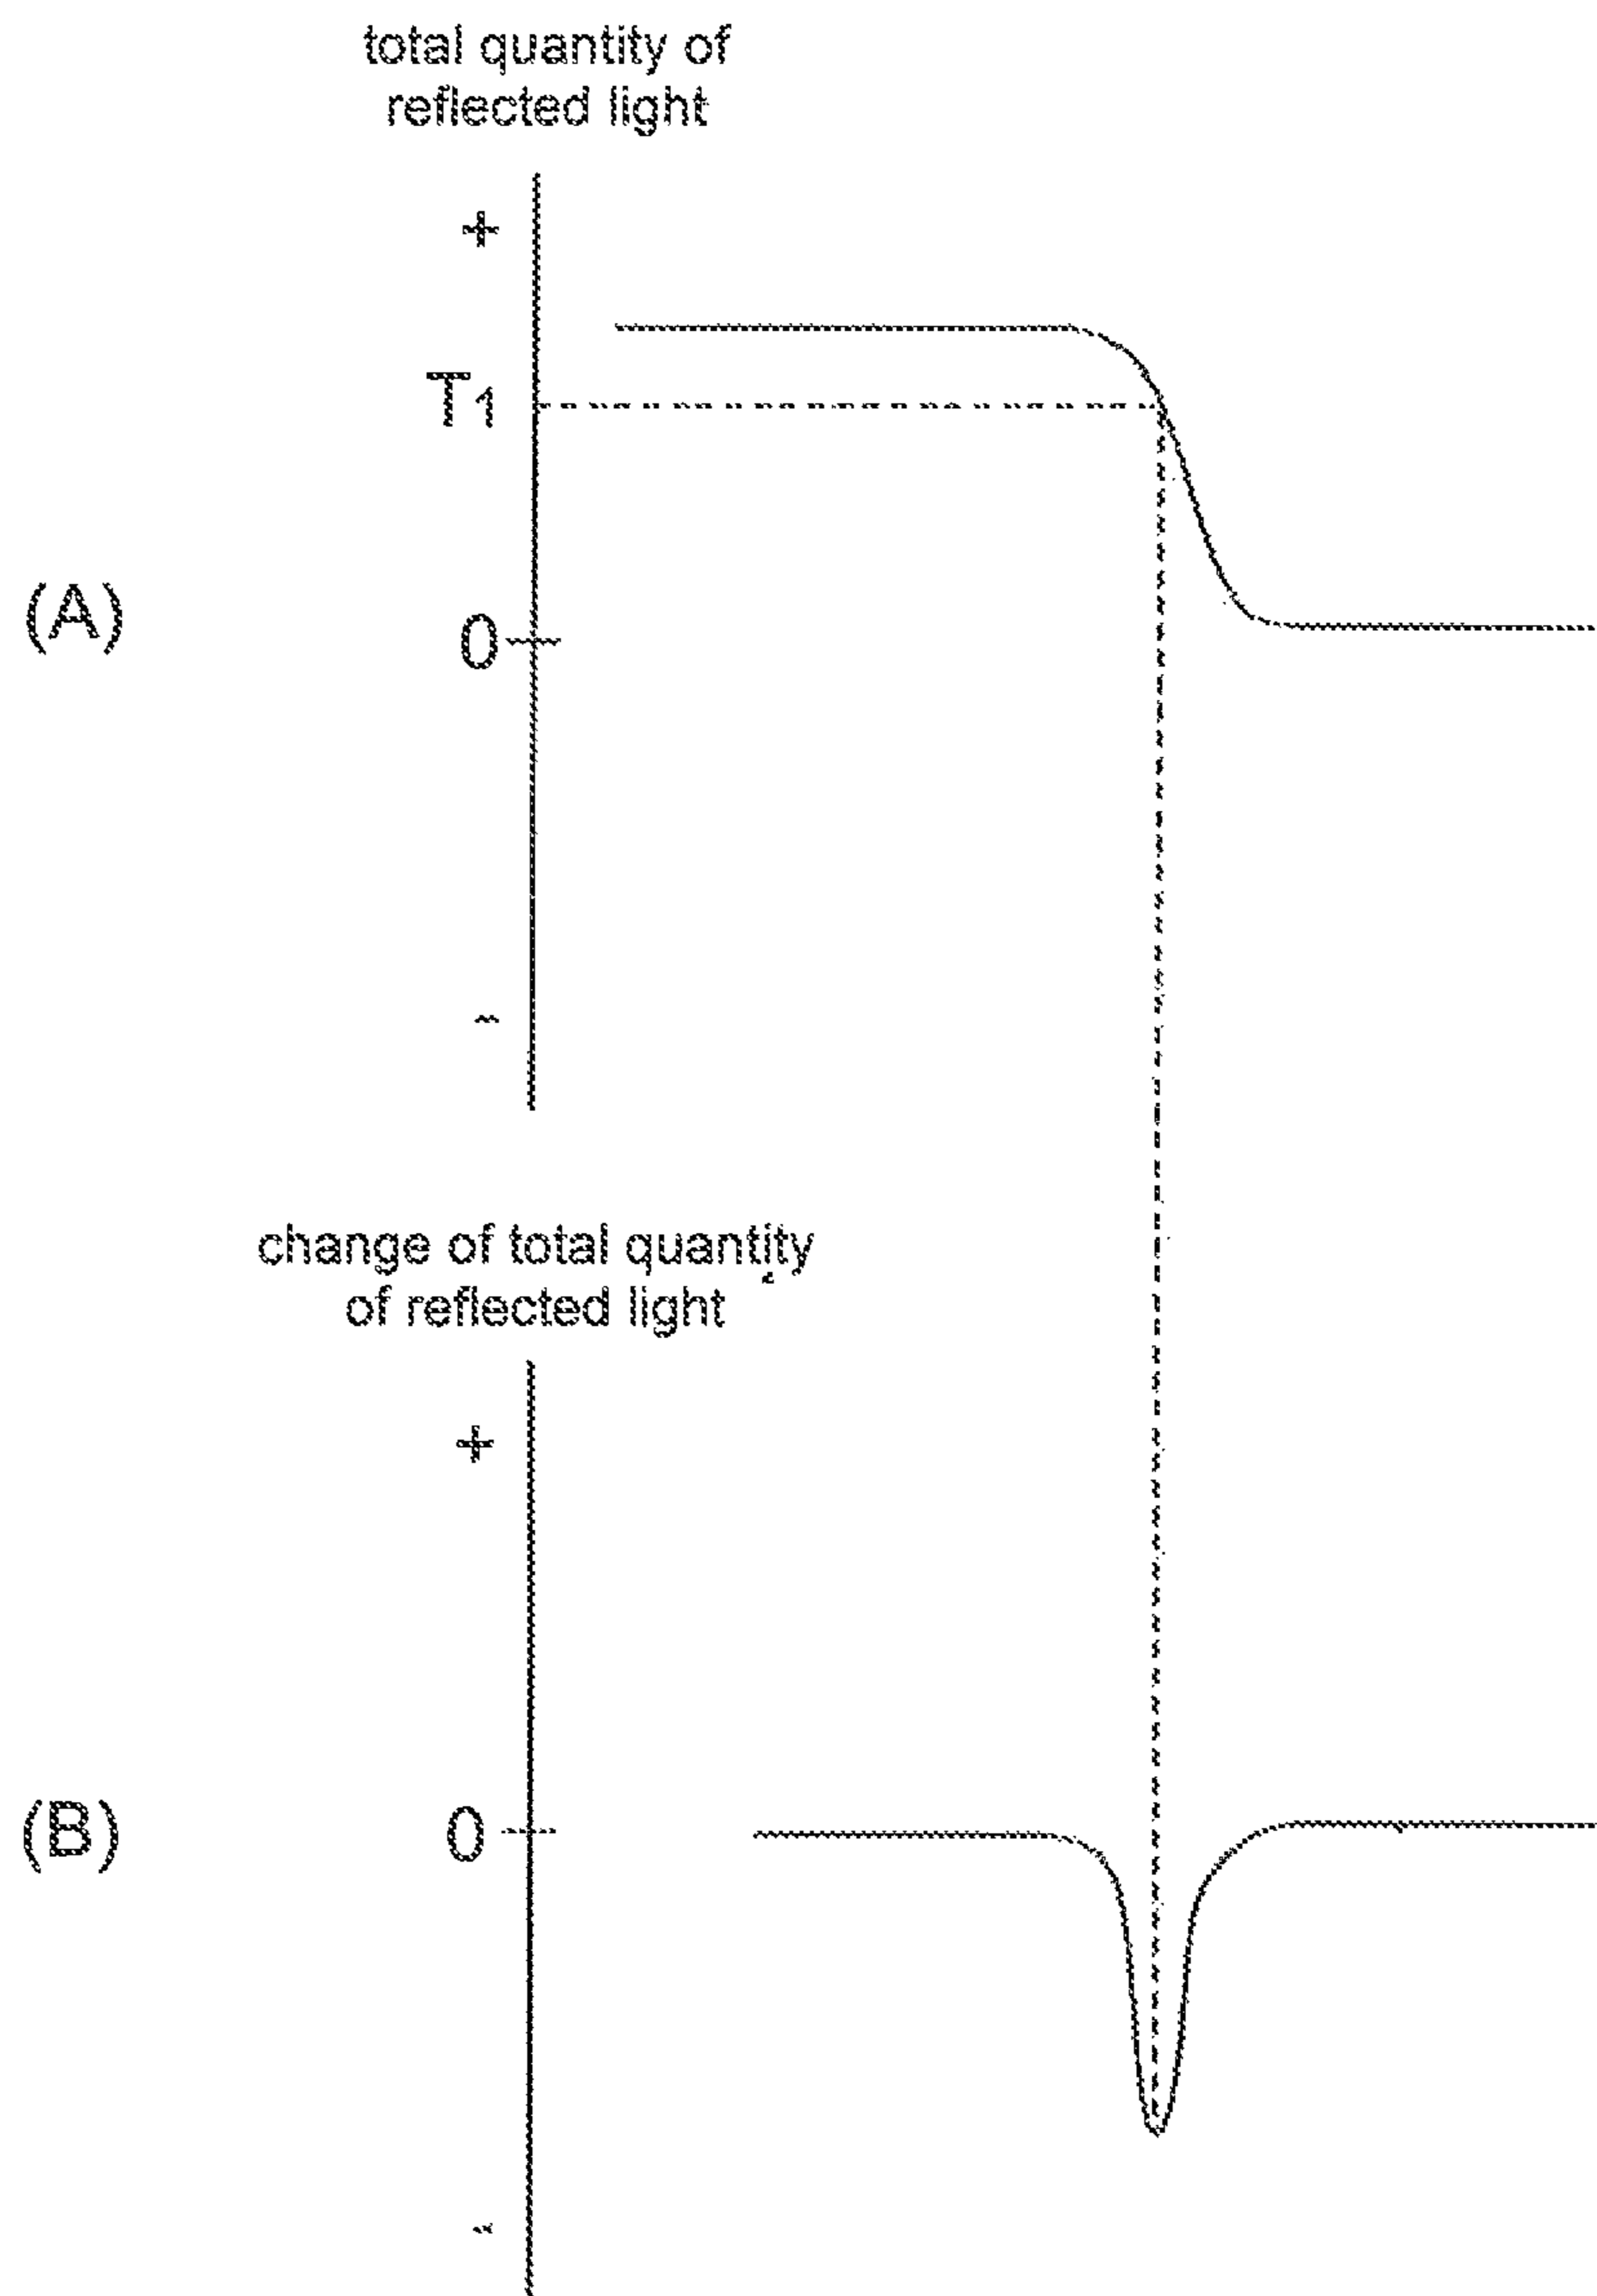 total quantity of
reflected light
+
T1
(A)
0
-
change of total quantity
of reflected light
+
(B)
0
-